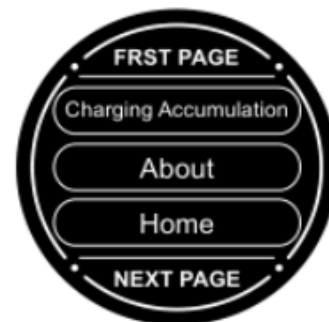 FRST PAGE
Charging Accumulation
About
Home
NEXT PAGE